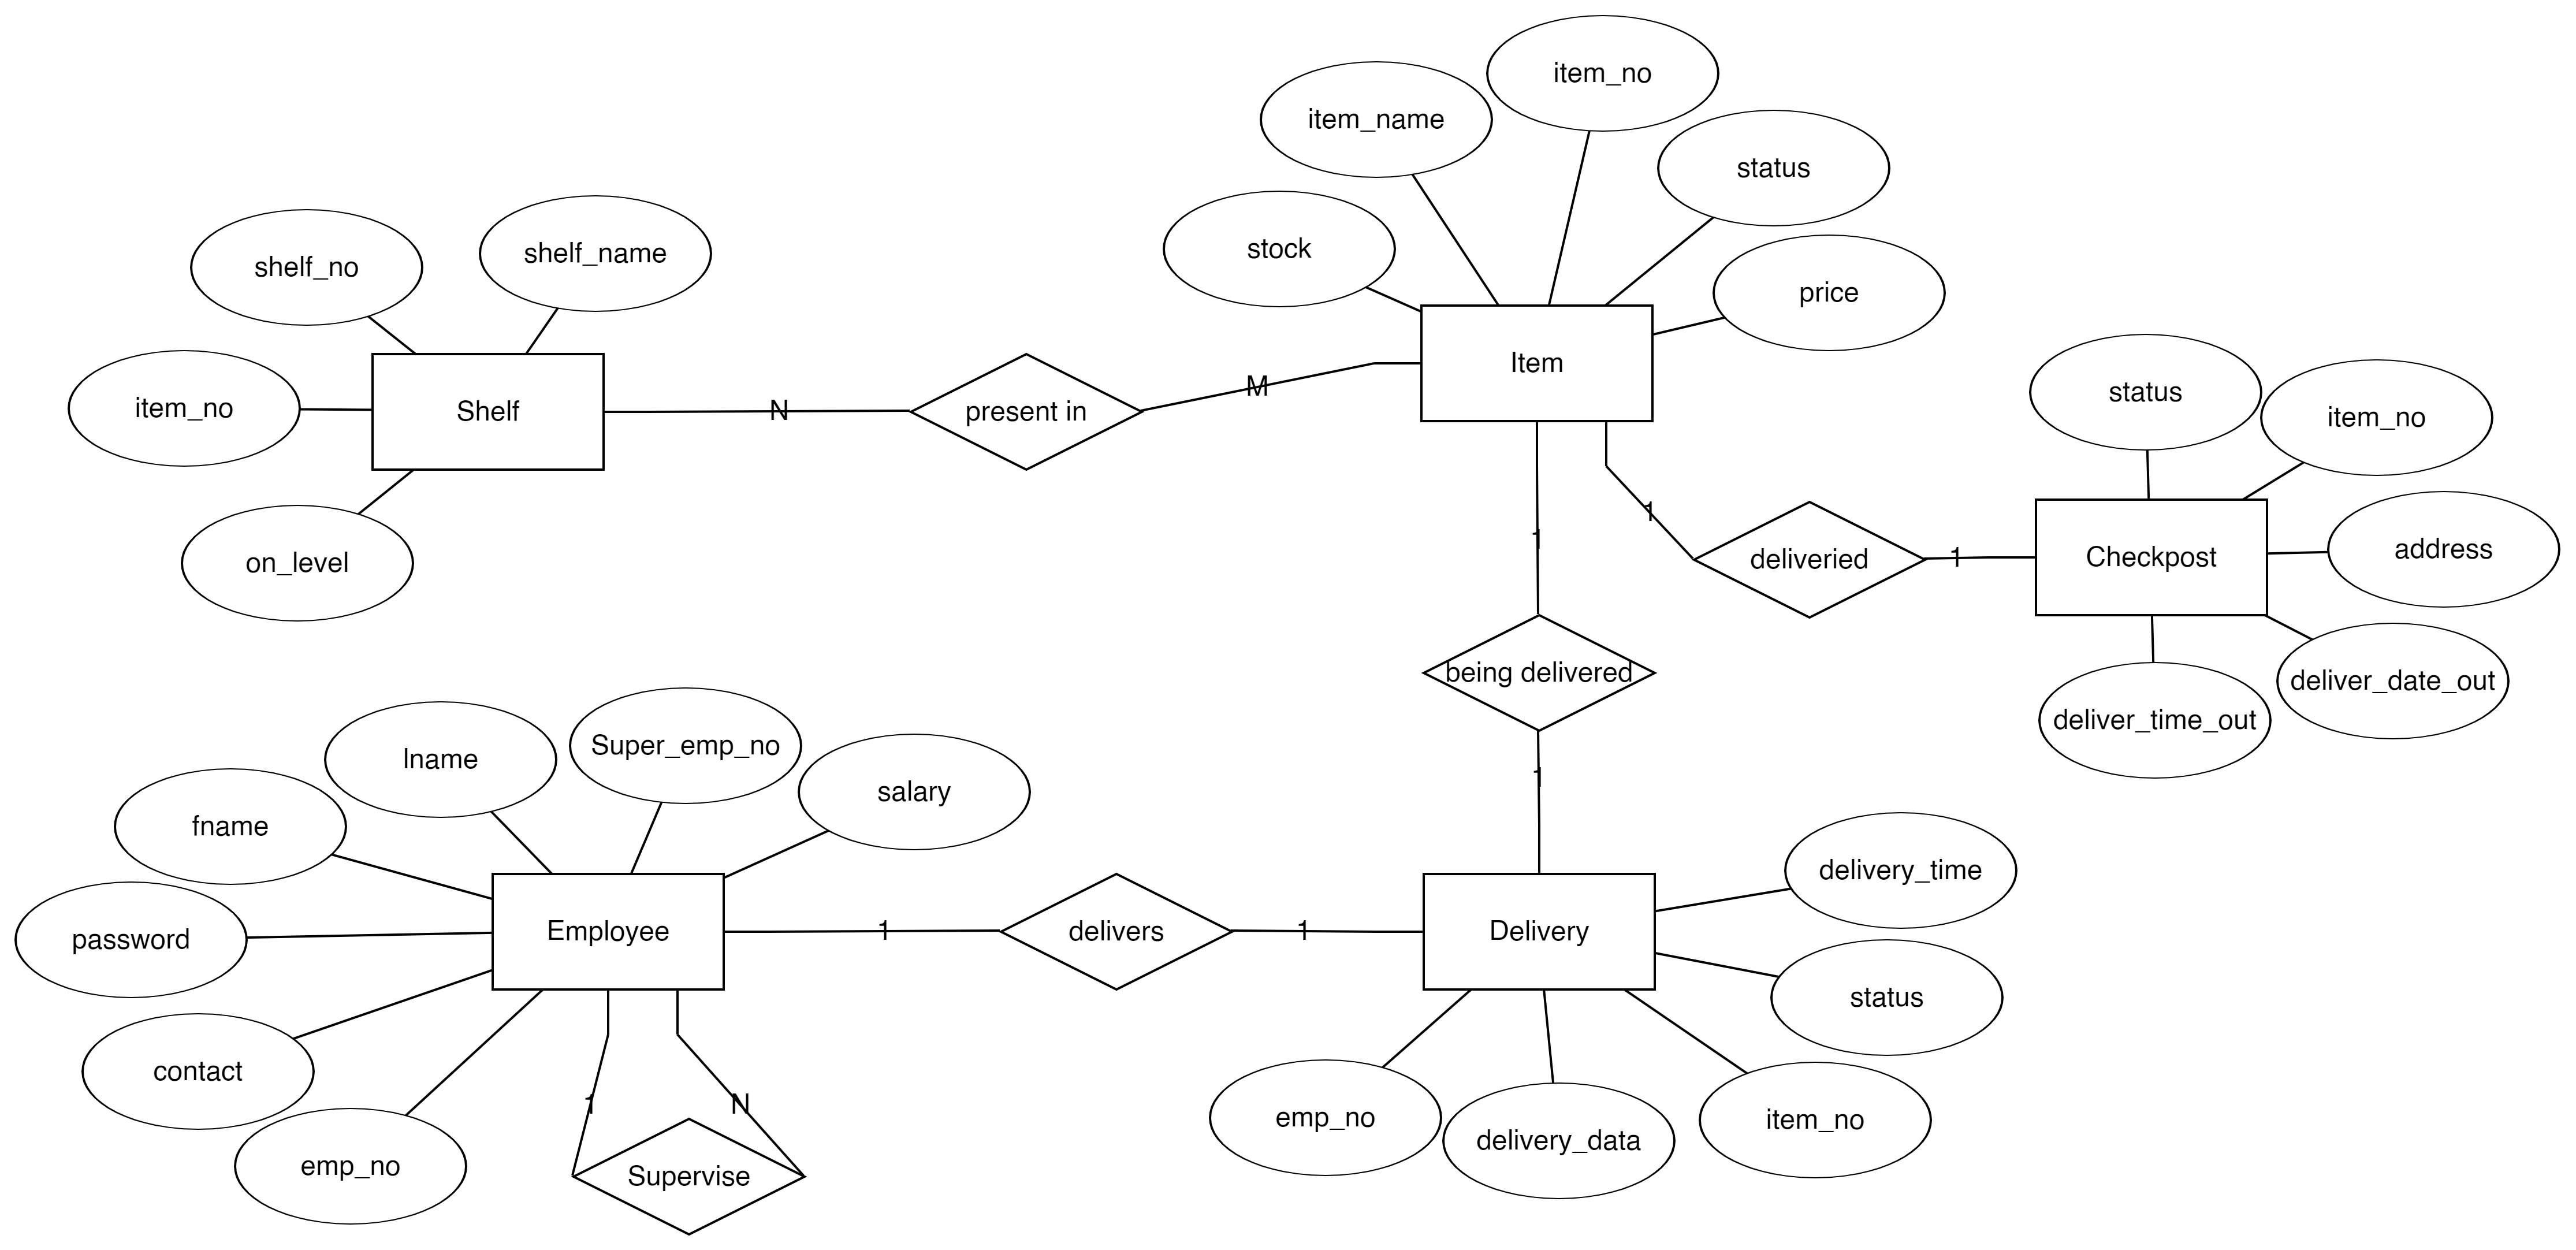 item_no
item_name
status
stock
price
shelf_no
shelf_name
item_no
Shelf
on_level
N
present in
M
Item
status
item_no
address
Checkpost
deliver_date_out
deliver_time_out
1
deliveried
1
1
being delivered
1
lname
Super_emp_no
salary
fname
password
Employee
contact
emp_no
1
N
Supervise
1
delivers
1
Delivery
delivery_time
status
item_no
delivery_data
emp_no